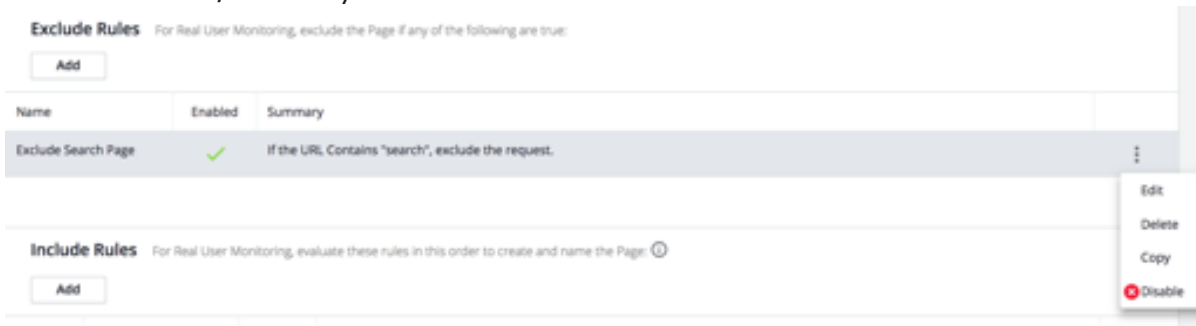 Exclude Rules For Real User Monitoring, exclude the Page if any of the following are true:
Add
Name Enabled Summary
Exclude Search Page If the URL Contains "search", exclude the request.
Edit
Delete
Include Rules For Real User Monitoring, evaluate these rules in this order to create and name the Page:
Copy
Add
Disable